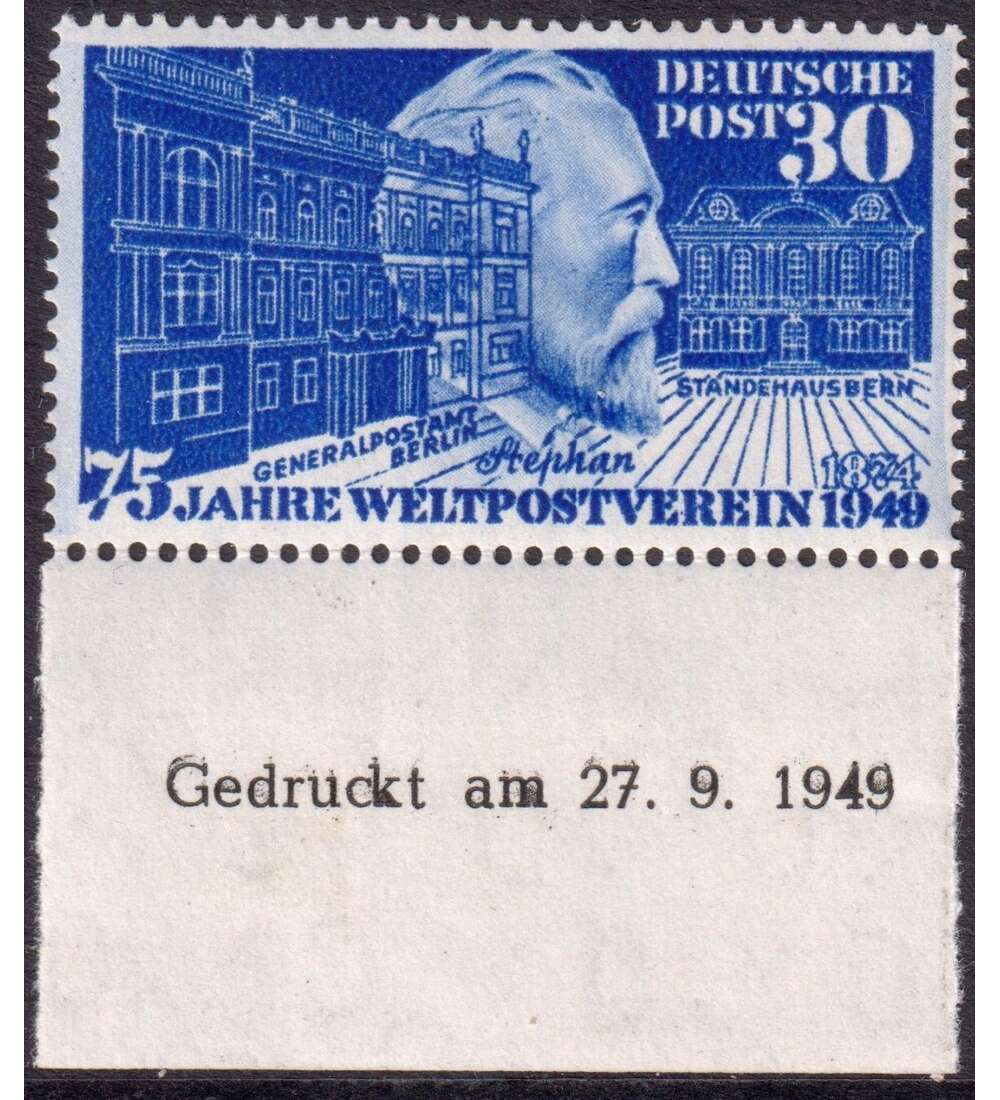 DEUTSCHE
POST 30
STÄNDEHAUS BERN
GENERALPOSTAMT
BERLIN
Stephan
1874
75 JAHRE WELTPOSTVEREIN 1949
Gedruckt am 27. 9. 1949